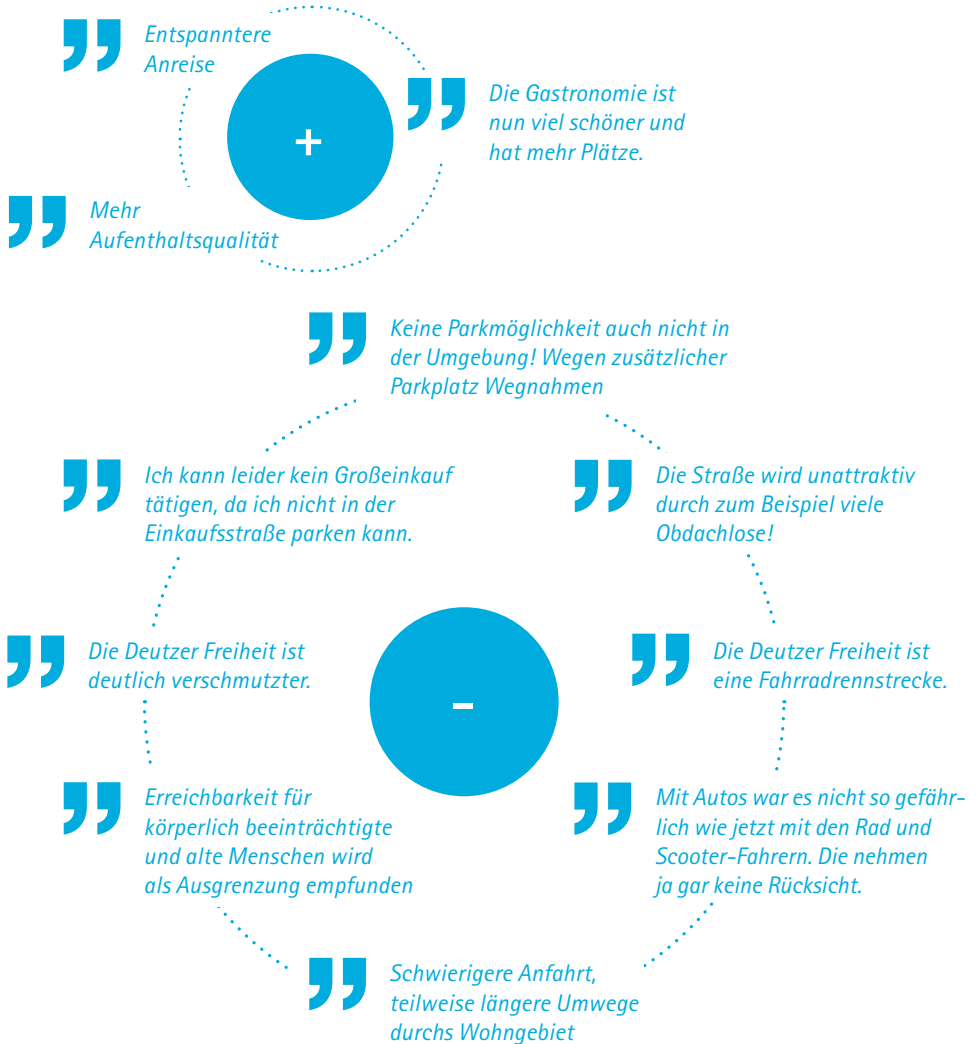 Entspanntere
Anreise
+
Die Gastronomie ist
nun viel schöner und
hat mehr Plätze.
Mehr
Aufenthaltsqualität
Keine Parkmöglichkeit auch nicht in
der Umgebung! Wegen zusätzlicher
Parkplatz Wegnahmen
Ich kann leider kein Großeinkauf
tätigen, da ich nicht in der
Einkaufsstraße parken kann.
Die Straße wird unattraktiv
durch zum Beispiel viele
Obdachlose!
Die Deutzer Freiheit ist
deutlich verschmutzter.
-
Die Deutzer Freiheit ist
eine Fahrradrennstrecke.
Erreichbarkeit für
körperlich beeinträchtigte
und alte Menschen wird
als Ausgrenzung empfunden
Mit Autos war es nicht so gefähr-
lich wie jetzt mit den Rad und
Scooter-Fahrern. Die nehmen
ja gar keine Rücksicht.
Schwierigere Anfahrt,
teilweise längere Umwege
durchs Wohngebiet